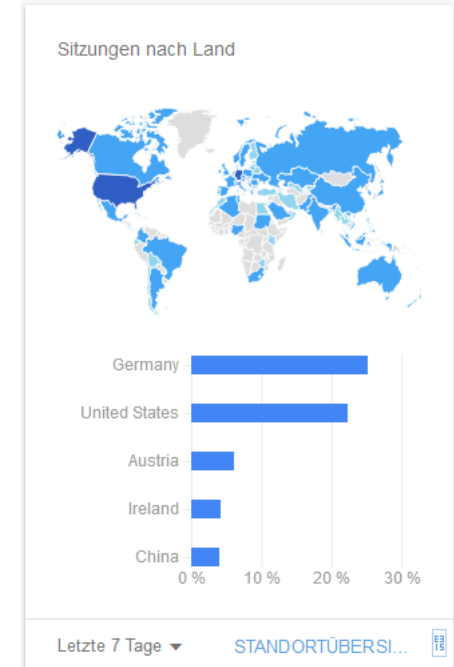 Sitzungen nach Land
Germany
United States
Austria
Ireland
China
0 %
10 %
20 %
30 %
Letzte 7 Tage
STANDORTÜBERSI...